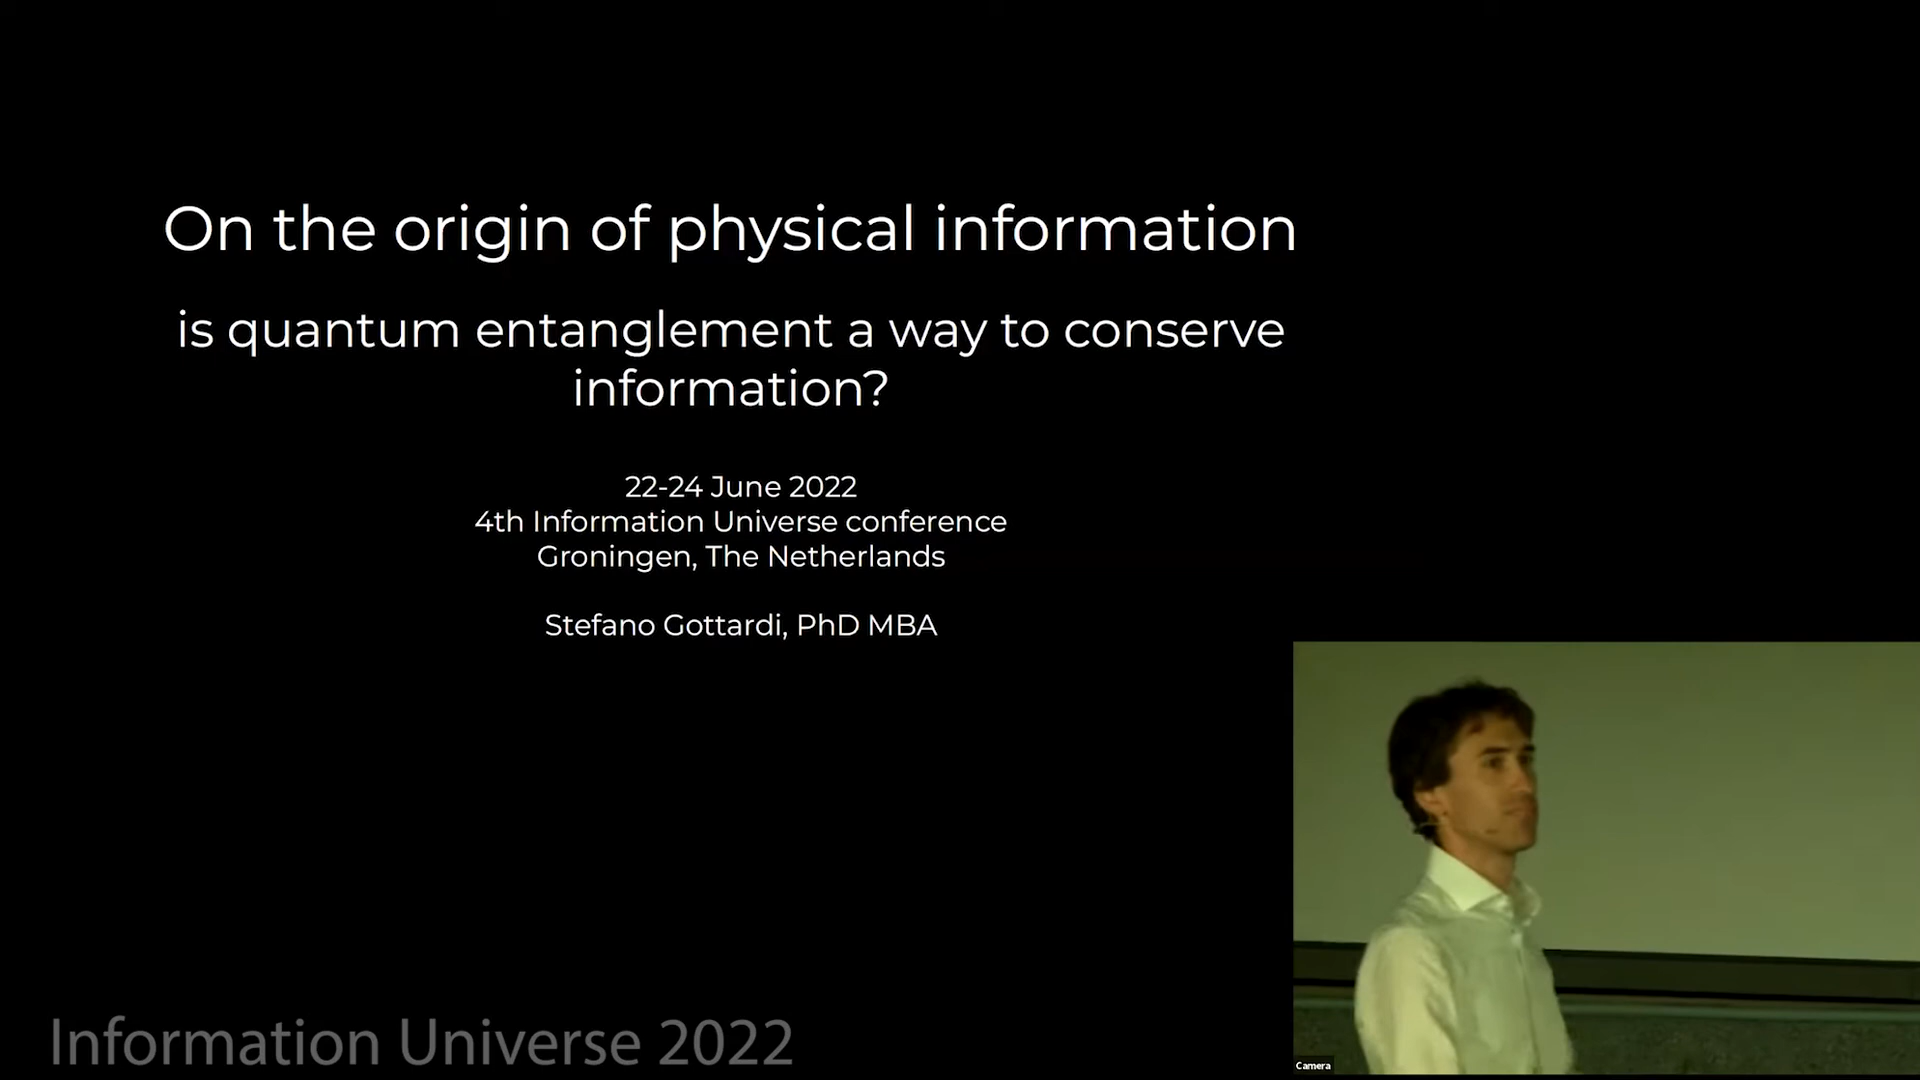 On the origin of physical information
is quantum entanglement a way to conserve
information?
22-24 June 2022
4th Information Universe conference
Groningen, The Netherlands
Stefano Gottardi, PhD MBA
Information Universe 2022
Camera